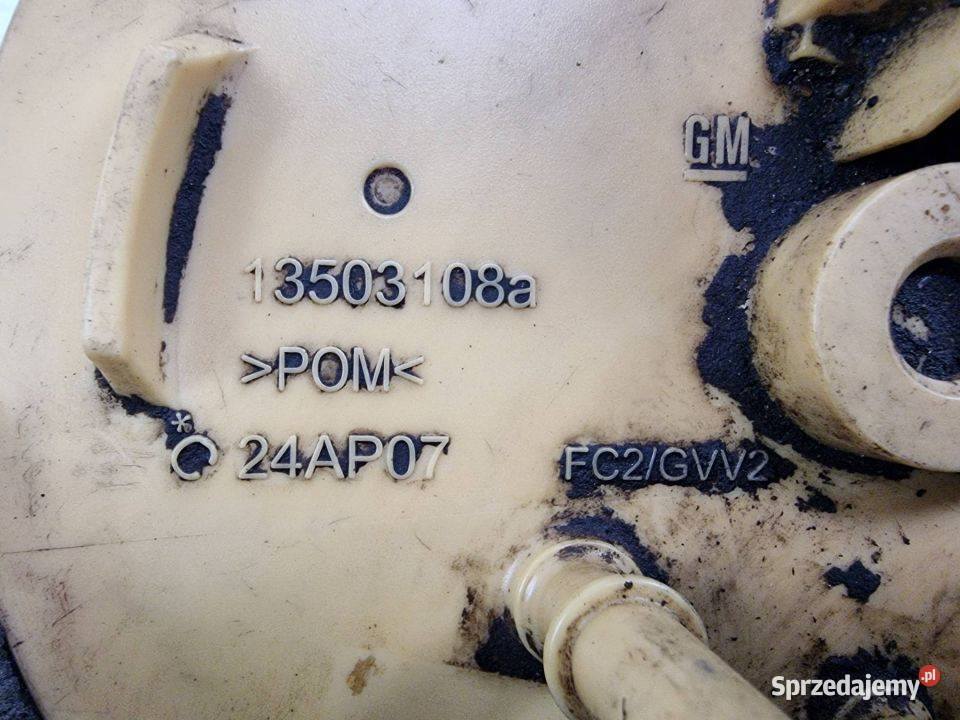 GM
13503108a
>POM<
*C 24AP07
FC2/GVV2
Sprzedajemy.pl